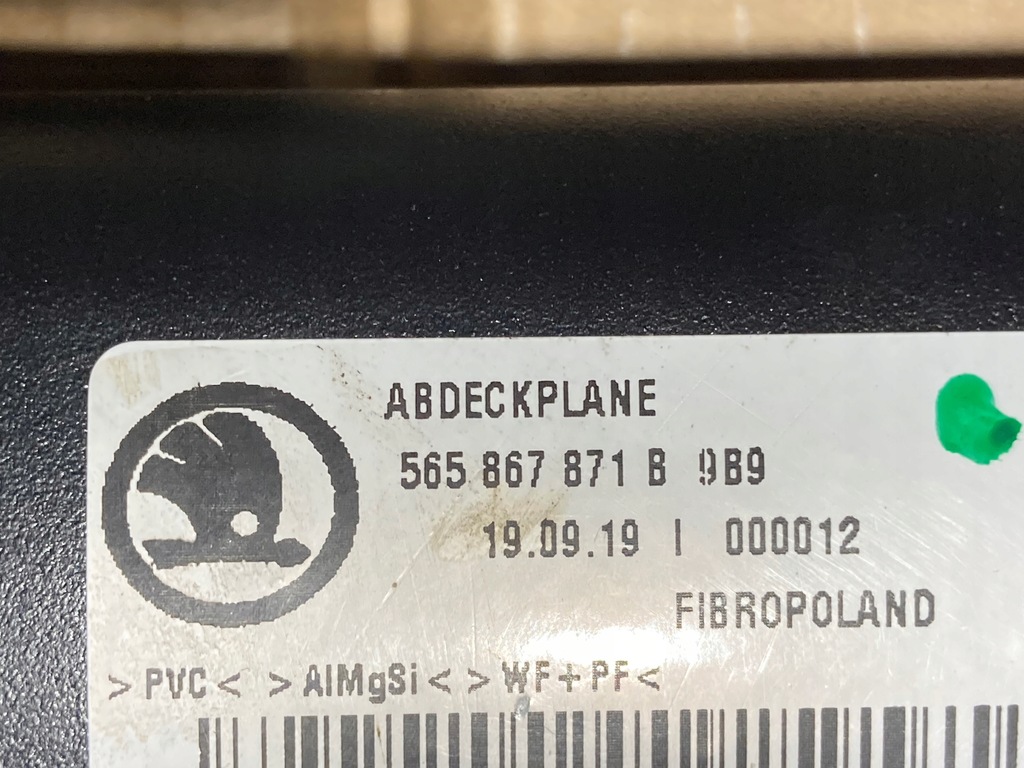 ABDECKPLANE
565 867 871 B 9B9
19.09.19 | 000012
FIBROPOLAND
>PVC< >AlMgSi<>WF+PF<